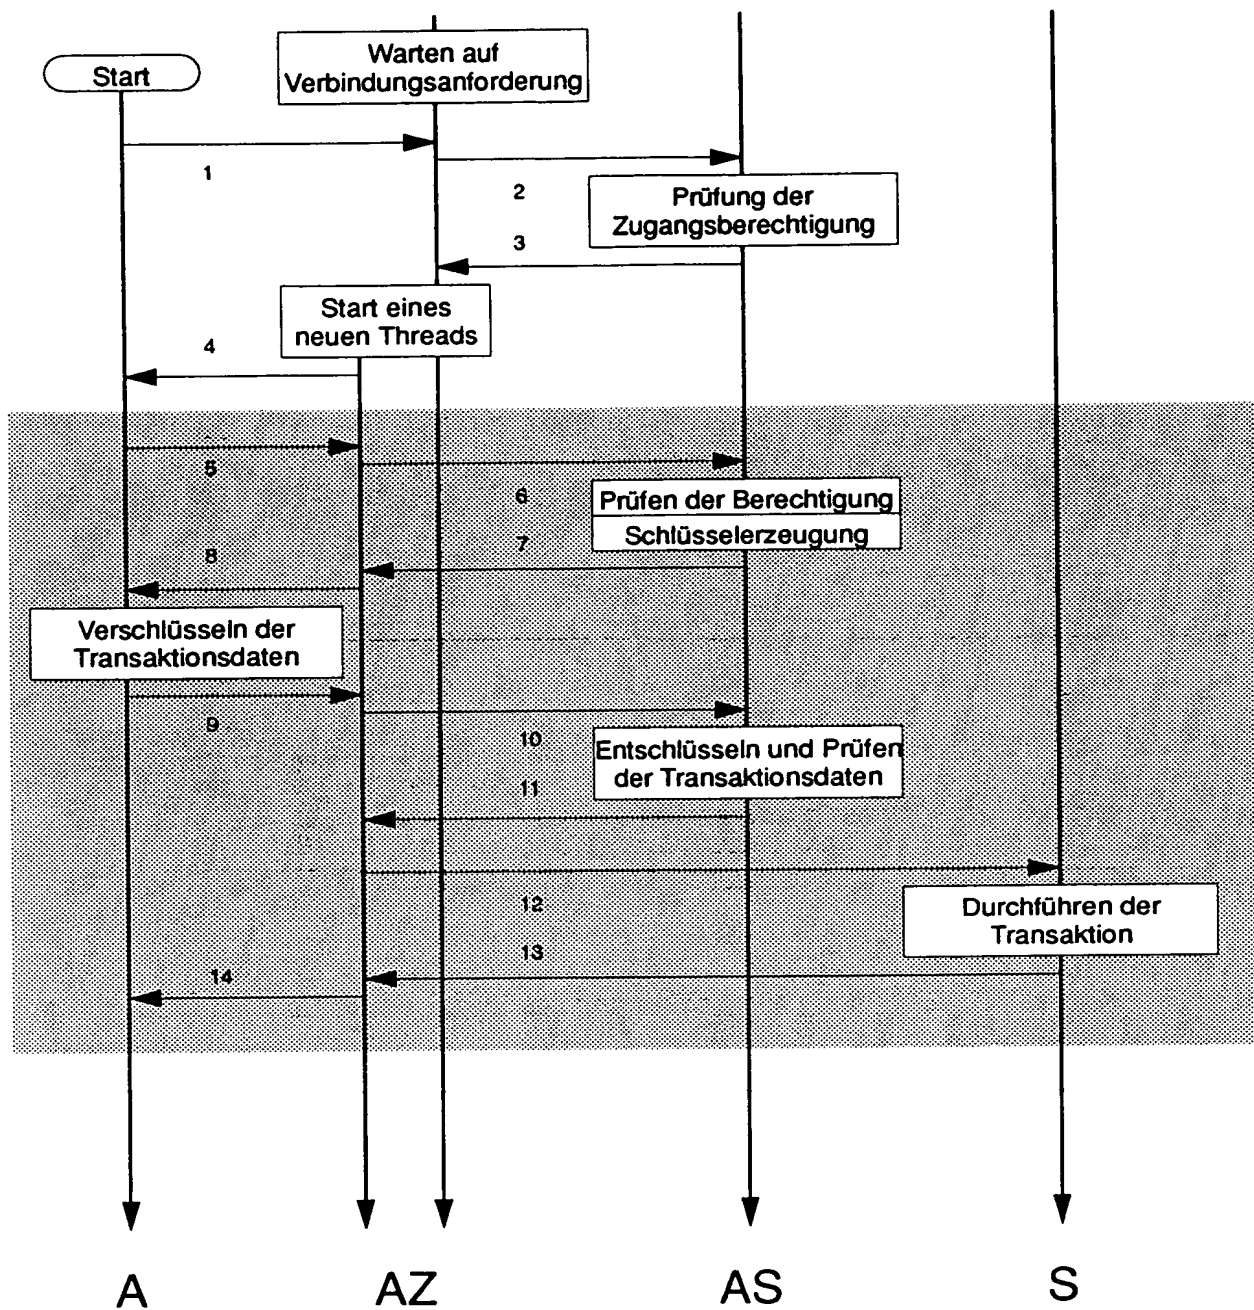 Warten auf
Verbindungsanforderung
Start
1
2
Prüfung der
Zugangsberechtigung
3
Start eines
neuen Threads
4
5
6
Prüfen der Berechtigung
Schlüsselerzeugung
7
8
Verschlüsseln der
Transaktionsdaten
9
10
Entschlüsseln und Prüfen
der Transaktionsdaten
11
12
Durchführen der
Transaktion
13
14
A
AZ
AS
S